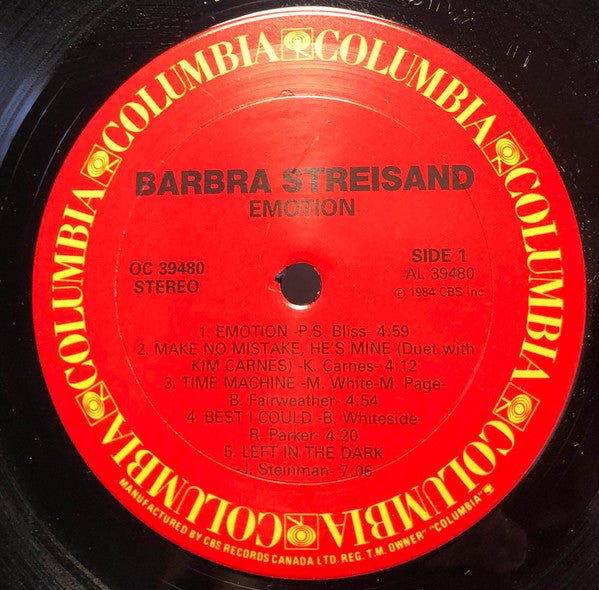 COLUMBIA COLUMBIA COLUMBIA COLUMBIA COLUMBIA COLUMBIA
BARBRA STREISAND
EMOTION
OC 39480
STEREO
SIDE 1
AL 39480
℗ 1984 CBS Inc.
1. EMOTION -P.S. Bliss- 4:59
2. MAKE NO MISTAKE, HE'S MINE (Duet with
KIM CARNES) -K. Carnes- 4:12
3. TIME MACHINE -M. White-M. Page-
B. Fairweather- 4:54
4. BEST I COULD -B. Whiteside-
R. Parker- 4:20
5. LEFT IN THE DARK
-J. Steinman- 7:06
MANUFACTURED BY CBS RECORDS CANADA LTD. REG. T.M. OWNER "COLUMBIA"